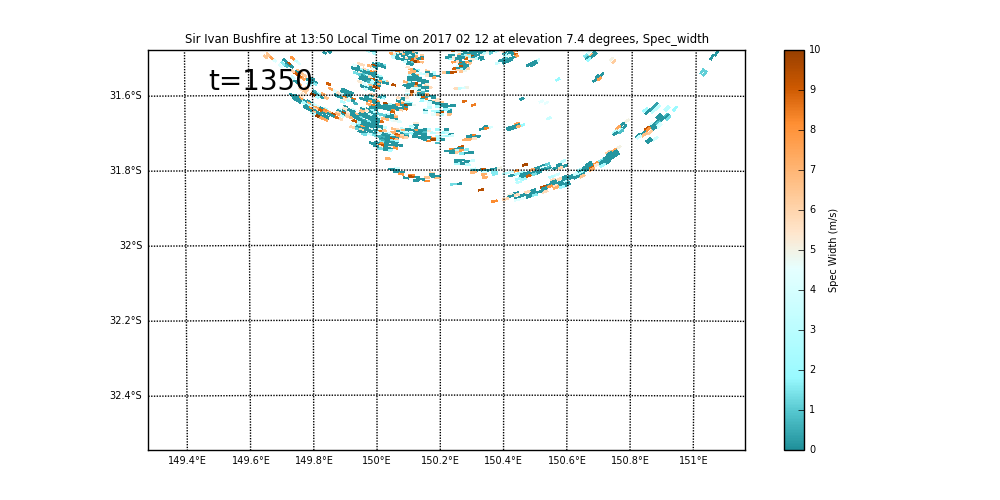 Sir Ivan Bushfire at 13:50 Local Time on 2017 02 12 at elevation 7.4 degrees, Spec_width
t=1350
31.6°S
31.8°S
32°S
32.2°S
32.4°S
149.4°E 149.6°E 149.8°E 150°E 150.2°E 150.4°E 150.6°E 150.8°E 151°E
10
9
8
7
6
5
4
3
2
1
0
Spec Width (m/s)